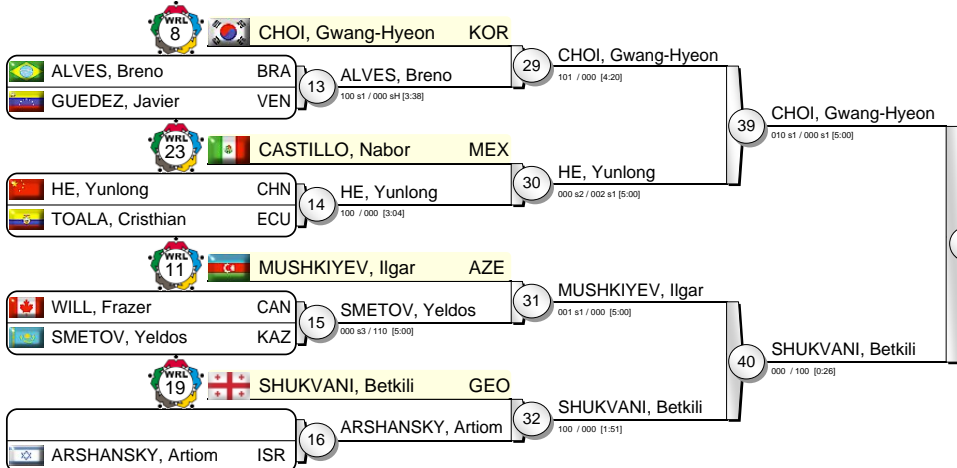 WRL
8
CHOI, Gwang-Hyeon KOR
ALVES, Breno BRA
GUEDEZ, Javier VEN
13
ALVES, Breno
100 s1 / 000 sH [3:38]
29
CHOI, Gwang-Hyeon
101 / 000 [4:20]
WRL
23
CASTILLO, Nabor MEX
HE, Yunlong CHN
TOALA, Cristhian ECU
14
HE, Yunlong
100 / 000 [3:04]
30
HE, Yunlong
000 s2 / 002 s1 [5:00]
39
CHOI, Gwang-Hyeon
010 s1 / 000 s1 [5:00]
WRL
11
MUSHKIYEV, Ilgar AZE
WILL, Frazer CAN
SMETOV, Yeldos KAZ
15
SMETOV, Yeldos
000 s3 / 110 [5:00]
31
MUSHKIYEV, Ilgar
001 s1 / 000 [5:00]
WRL
19
SHUKVANI, Betkili GEO
ARSHANSKY, Artiom ISR
16
ARSHANSKY, Artiom
32
SHUKVANI, Betkili
100 / 000 [1:51]
40
SHUKVANI, Betkili
000 / 100 [0:26]